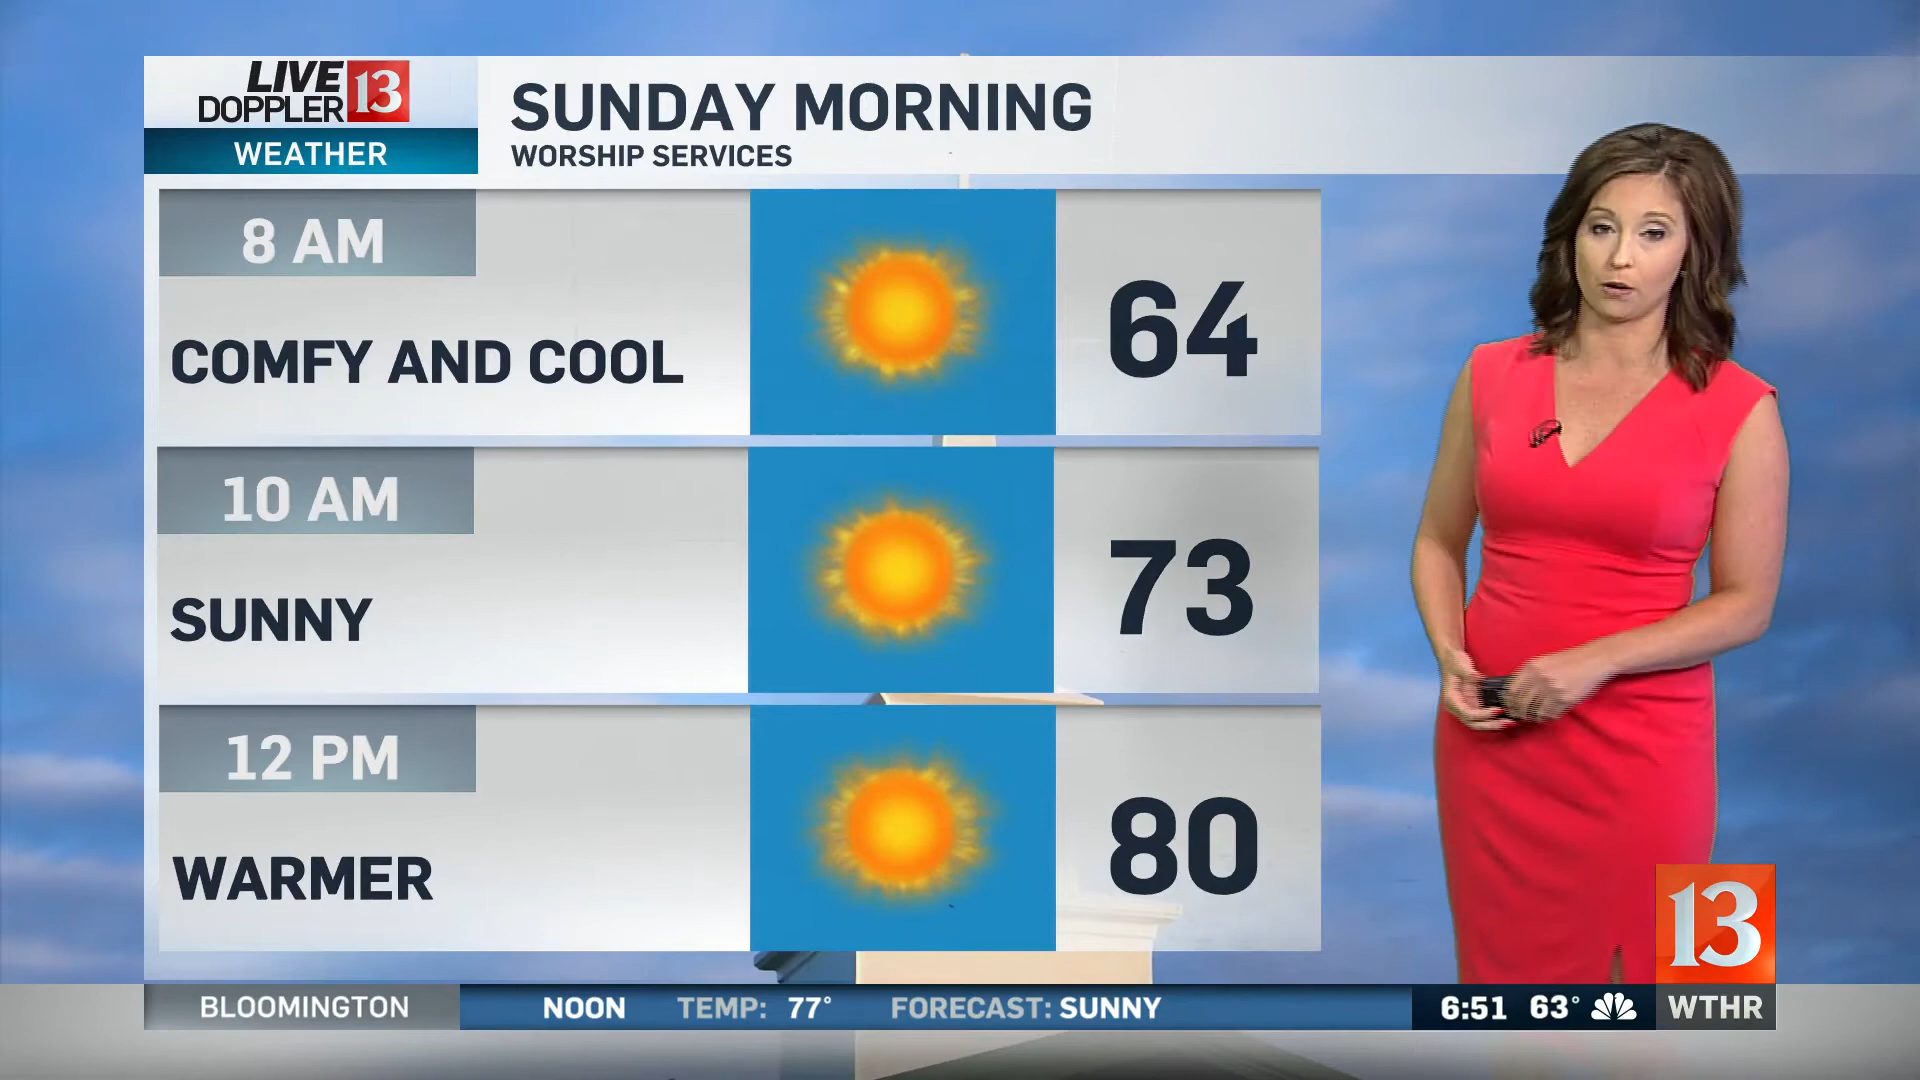 LIVE
DOPPLER 13
WEATHER
SUNDAY MORNING
WORSHIP SERVICES
8 AM
COMFY AND COOL
64
10 AM
SUNNY
73
12 PM
WARMER
80
13
BLOOMINGTON NOON TEMP: 77° FORECAST: SUNNY 6:51 63° WTHR